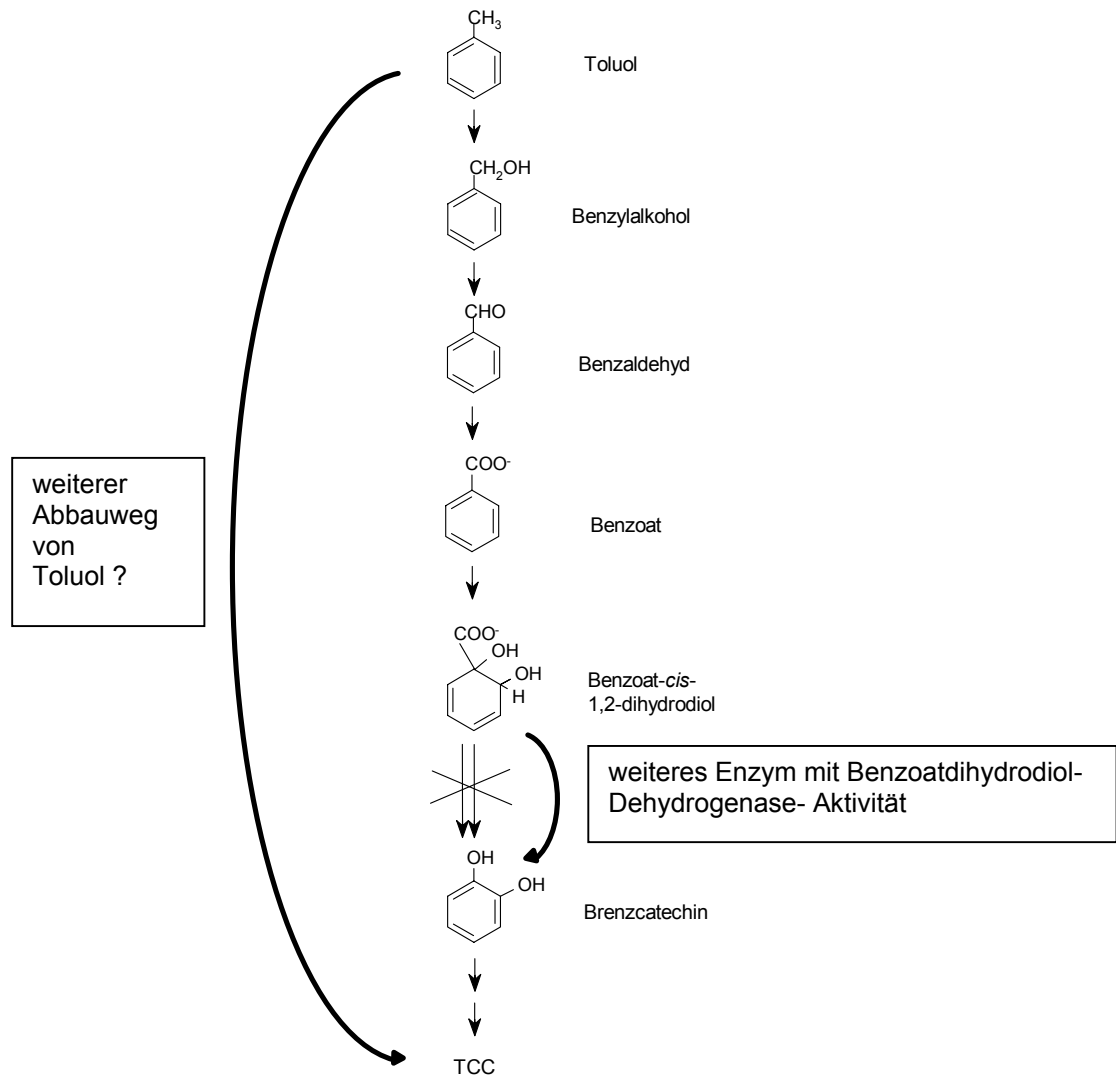 CH3
Toluol
CH2OH
Benzylalkohol
CHO
Benzaldehyd
COO-
Benzoat
weiterer
Abbauweg
von
Toluol ?
COO-
OH
OH
H
Benzoat-cis-
1,2-dihydrodiol
weiteres Enzym mit Benzoatdihydrodiol-
Dehydrogenase- Aktivität
OH
OH
Brenzcatechin
TCC